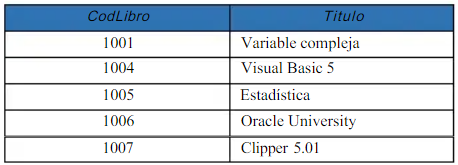 CodLibro Titulo
1001 Variable compleja
1004 Visual Basic 5
1005 Estadistica
1006 Oracle University
1007 Clipper 5.01